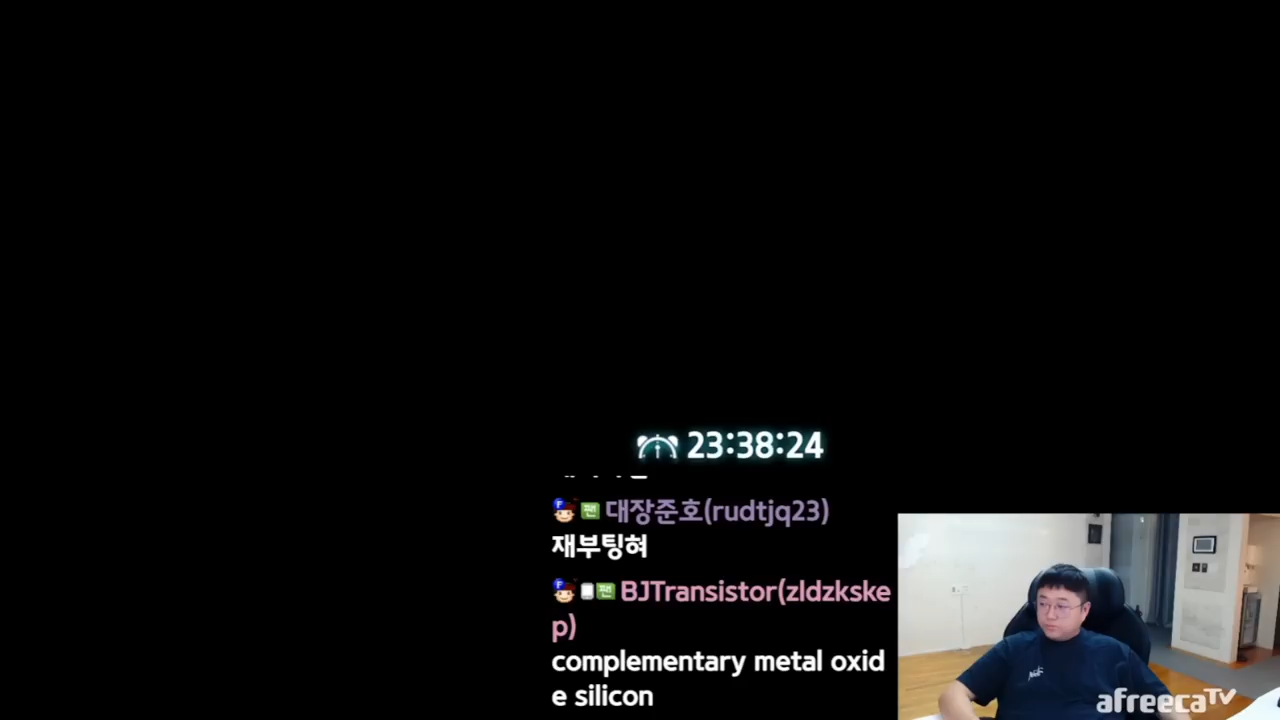 23:38:24
대장준호(rudtjq23)
재부팅혀
BJTransistor(zldzkske
p)
complementary metal oxid
e silicon
afreecaTV